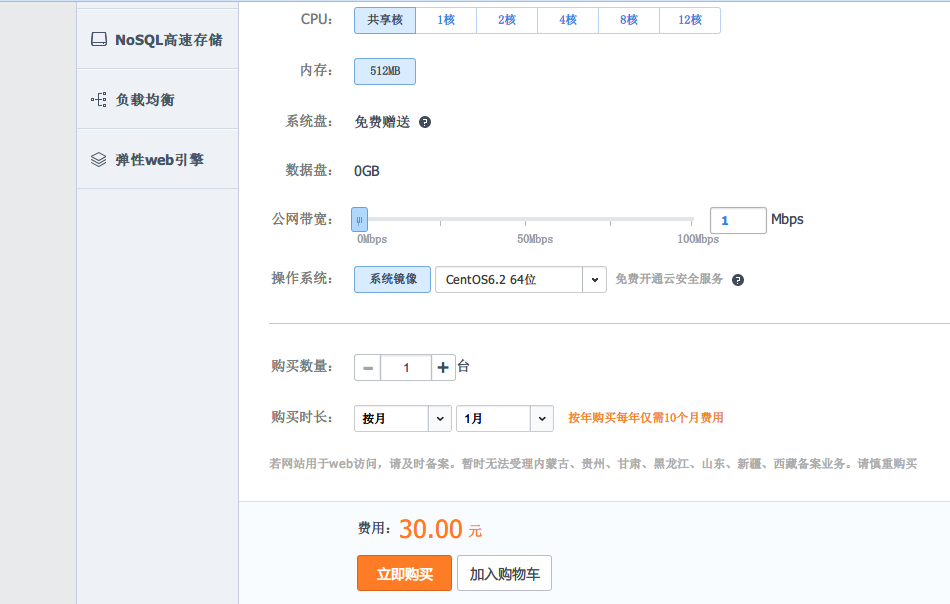 NoSQL高速存储
负载均衡
弹性web引擎
CPU: 共享核 1核 2核 4核 8核 12核
内存: 512MB
系统盘: 免费赠送 ?
数据盘: 0GB
公网带宽: 1 Mbps
0Mbps 50Mbps 100Mbps
操作系统: 系统镜像 CentOS6.2 64位 免费开通云安全服务 ?
购买数量: − 1 + 台
购买时长: 按月 1月 按年购买每年仅需10个月费用
若网站用于web访问，请及时备案。暂时无法受理内蒙古、贵州、甘肃、黑龙江、山东、新疆、西藏备案业务。请慎重购买
费用: 30.00 元
立即购买 加入购物车